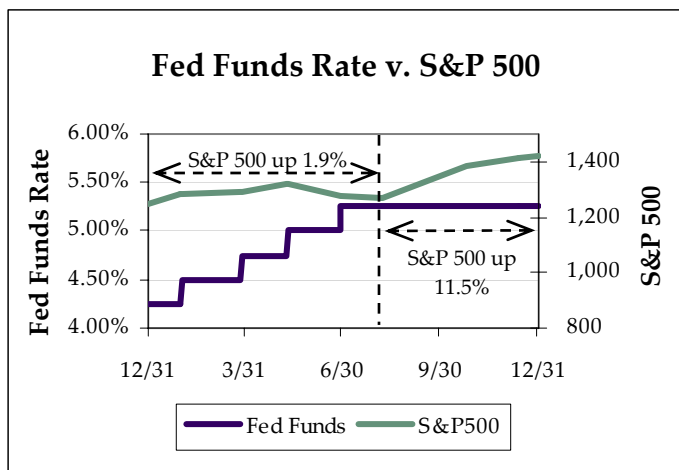 Fed Funds Rate v. S&P 500
Fed Funds Rate
6.00%
5.50%
5.00%
4.50%
4.00%
S&P 500 up 1.9%
S&P 500 up
11.5%
1,400
1,200
1,000
800
S&P 500
12/31
3/31
6/30
9/30
12/31
Fed Funds
S&P500